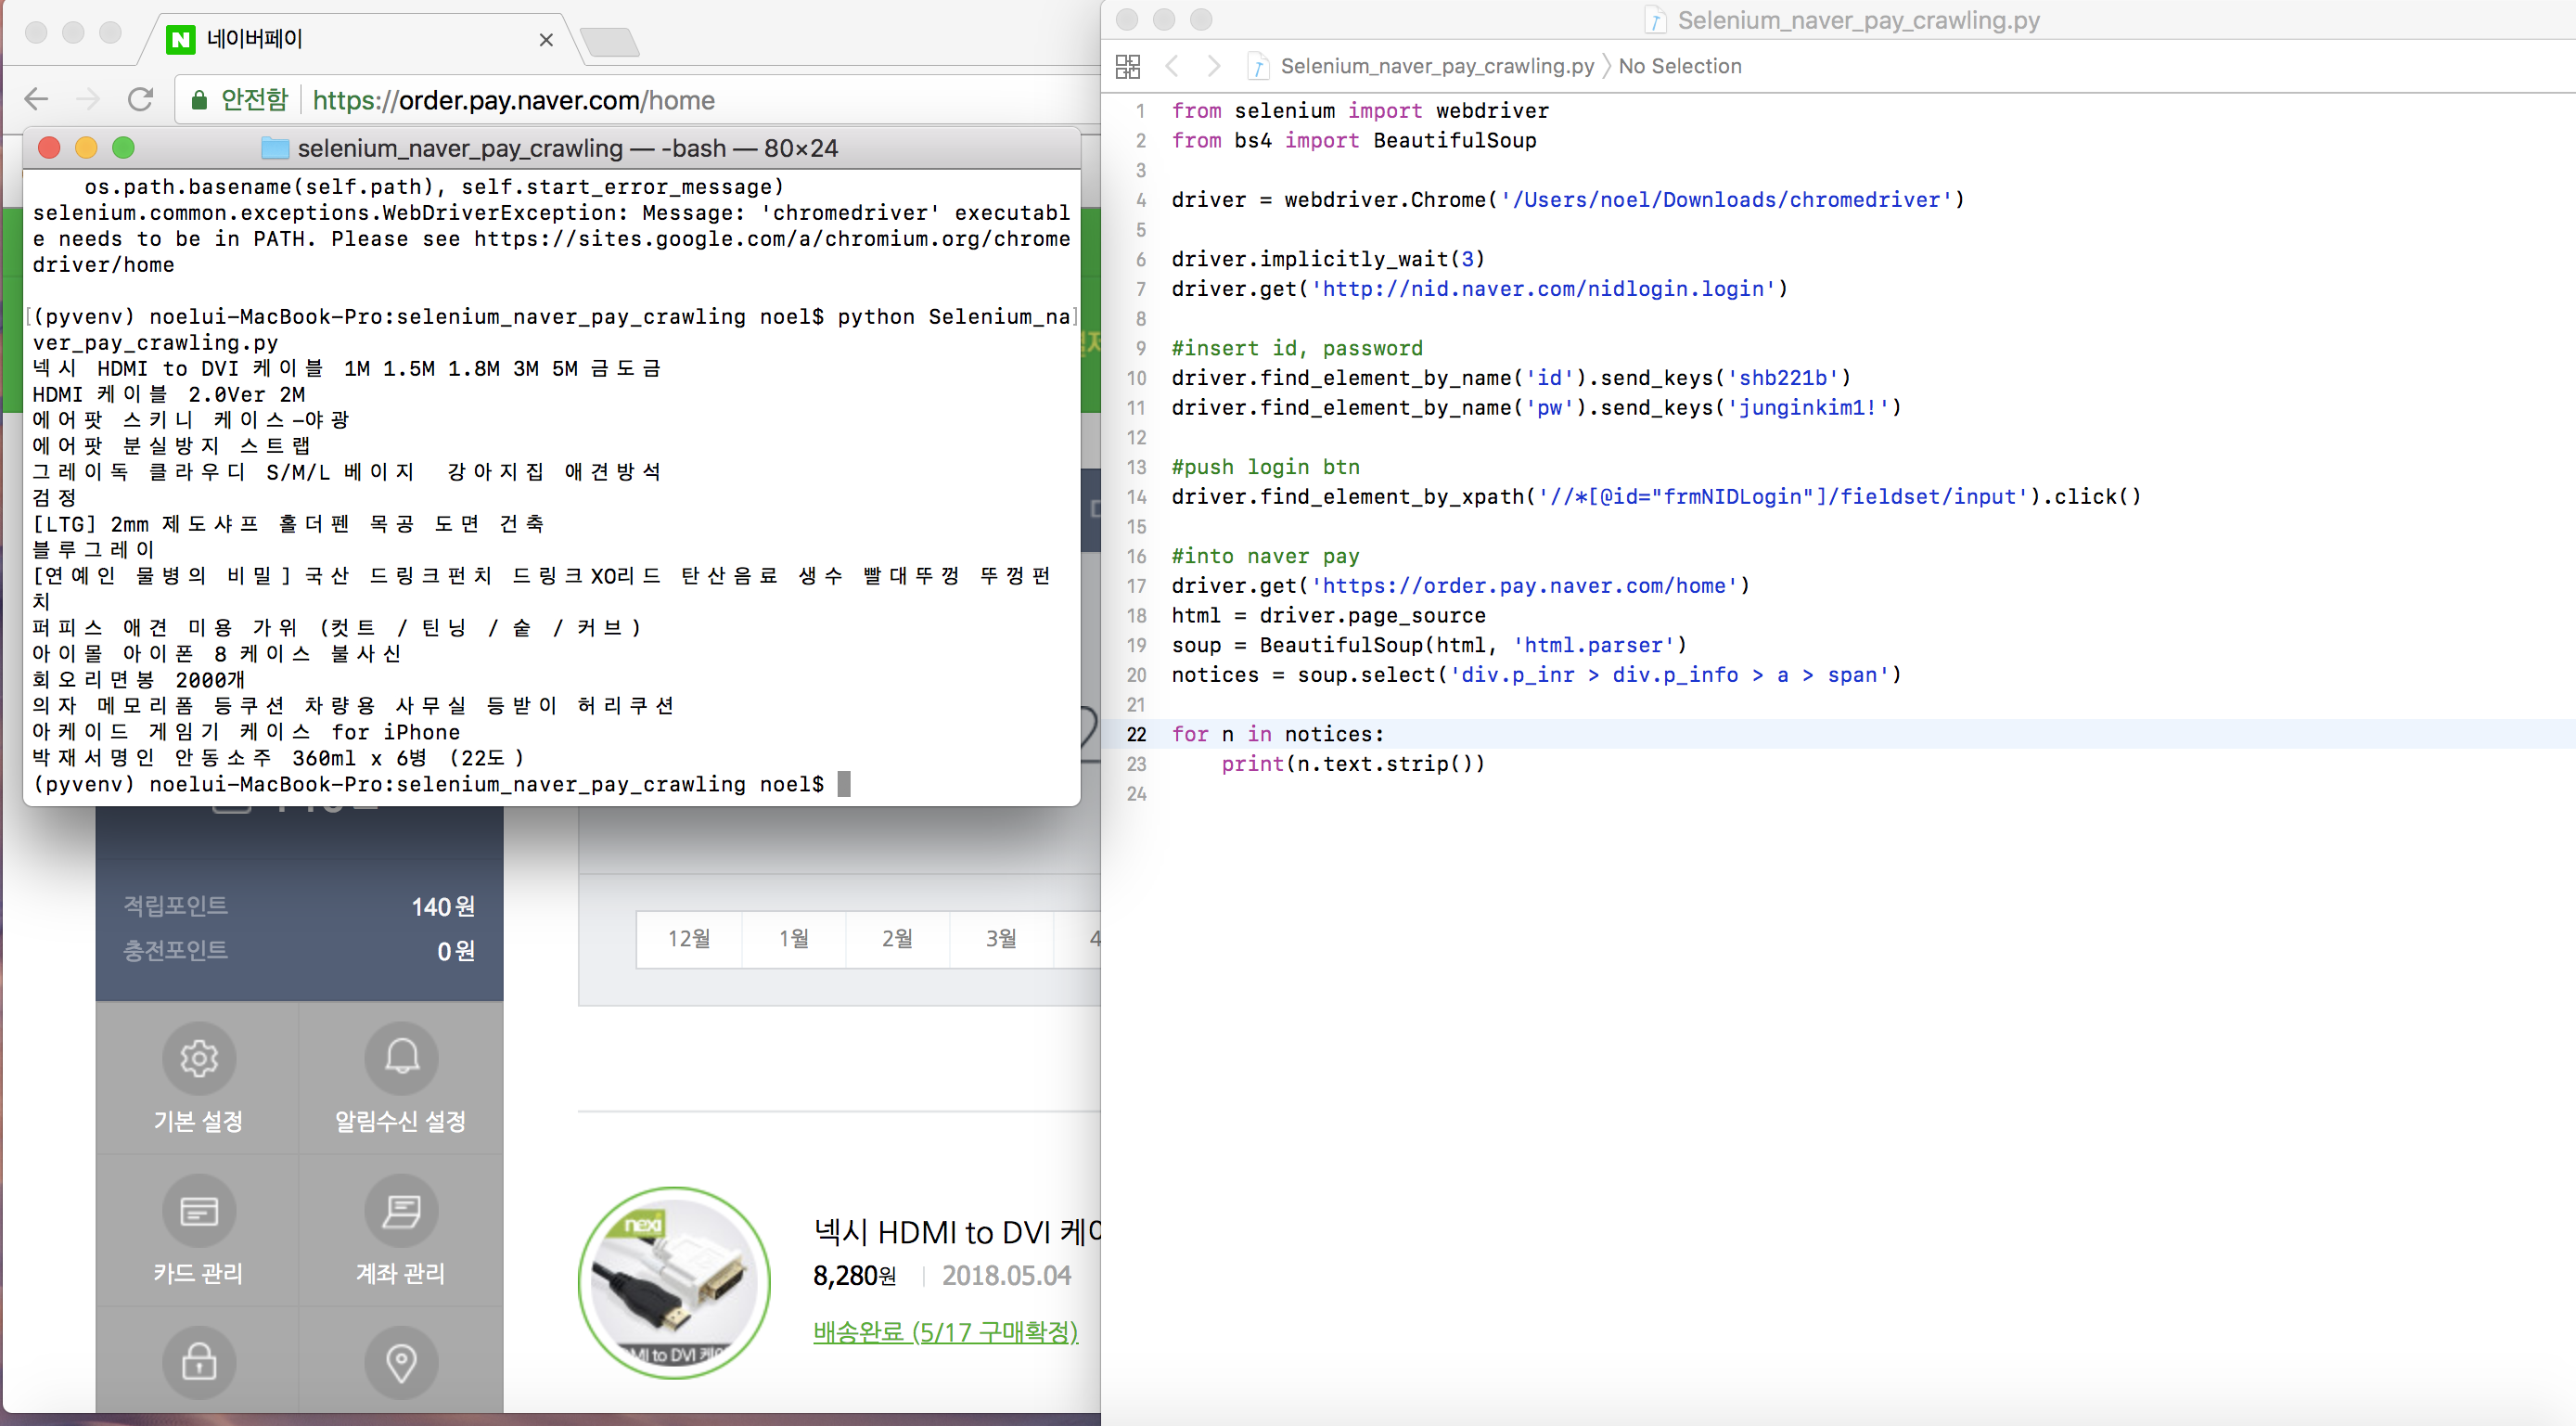 네이버페이
안전함 https://order.pay.naver.com/home
selenium_naver_pay_crawling — -bash — 80×24
os.path.basename(self.path), self.start_error_message)
selenium.common.exceptions.WebDriverException: Message: 'chromedriver' executabl
e needs to be in PATH. Please see https://sites.google.com/a/chromium.org/chrome
driver/home
[(pyvenv) noelui-MacBook-Pro:selenium_naver_pay_crawling noel$ python Selenium_na]
ver_pay_crawling.py
넥시 HDMI to DVI 케이블 1M 1.5M 1.8M 3M 5M 금도금
HDMI 케이블 2.0Ver 2M
에어팟 스키니 케이스-야광
에어팟 분실방지 스트랩
그레이독 클라우디 S/M/L 베이지 강아지집 애견방석
검정
[LTG] 2mm 제도샤프 홀더펜 목공 도면 건축
블루그레이
[연예인 물병의 비밀] 국산 드링크펀치 드링크XO리드 탄산음료 생수 빨대뚜껑 뚜껑펀
치
퍼피스 애견 미용 가위 (컷트 / 틴닝 / 숱 / 커브)
아이몰 아이폰 8 케이스 불사신
회오리면봉 2000개
의자 메모리폼 등쿠션 차량용 사무실 등받이 허리쿠션
아케이드 게임기 케이스 for iPhone
박재서명인 안동소주 360ml x 6병 (22도)
(pyvenv) noelui-MacBook-Pro:selenium_naver_pay_crawling noel$
적립포인트 140원
충전포인트 0원
기본 설정 알림수신 설정
카드 관리 계좌 관리
12월 1월 2월 3월 4
nexi
MI to DVI 케이
넥시 HDMI to DVI 케이
8,280원 2018.05.04
배송완료 (5/17 구매확정)
Selenium_naver_pay_crawling.py
Selenium_naver_pay_crawling.py No Selection
1 from selenium import webdriver
2 from bs4 import BeautifulSoup
3
4 driver = webdriver.Chrome('/Users/noel/Downloads/chromedriver')
5
6 driver.implicitly_wait(3)
7 driver.get('http://nid.naver.com/nidlogin.login')
8
9 #insert id, password
10 driver.find_element_by_name('id').send_keys('shb221b')
11 driver.find_element_by_name('pw').send_keys('junginkim1!')
12
13 #push login btn
14 driver.find_element_by_xpath('//*[@id="frmNIDLogin"]/fieldset/input').click()
15
16 #into naver pay
17 driver.get('https://order.pay.naver.com/home')
18 html = driver.page_source
19 soup = BeautifulSoup(html, 'html.parser')
20 notices = soup.select('div.p_inr > div.p_info > a > span')
21
22 for n in notices:
23 print(n.text.strip())
24